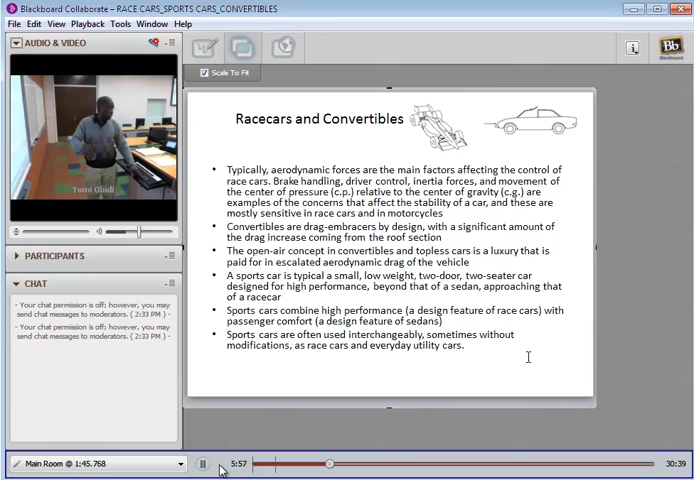 Blackboard Collaborate – RACE CARS_SPORTS CARS_CONVERTIBLES
File Edit View Playback Tools Window Help
AUDIO & VIDEO
Yomi Obidi
PARTICIPANTS
CHAT
- Your chat permission is off; however, you may
send chat messages to moderators. ( 2:33 PM ) -
- Your chat permission is off; however, you may
send chat messages to moderators. ( 2:33 PM ) -
Scale To Fit
i
Bb
Blackboard
Racecars and Convertibles
• Typically, aerodynamic forces are the main factors affecting the control of
race cars. Brake handling, driver control, inertia forces, and movement of
the center of pressure (c.p.) relative to the center of gravity (c.g.) are
examples of the concerns that affect the stability of a car, and these are
mostly sensitive in race cars and in motorcycles
• Convertibles are drag-embracers by design, with a significant amount of
the drag increase coming from the roof section
• The open-air concept in convertibles and topless cars is a luxury that is
paid for in escalated aerodynamic drag of the vehicle
• A sports car is typical a small, low weight, two-door, two-seater car
designed for high performance, beyond that of a sedan, approaching that
of a racecar
• Sports cars combine high performance (a design feature of race cars) with
passenger comfort (a design feature of sedans)
• Sports cars are often used interchangeably, sometimes without
modifications, as race cars and everyday utility cars.
Main Room @ 1:45.768
5:57
30:39